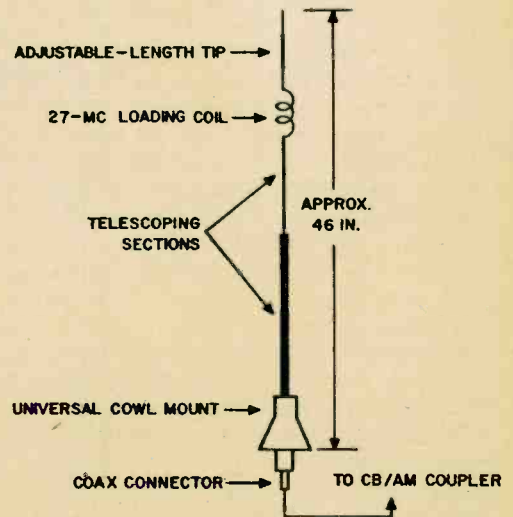 ADJUSTABLE-LENGTH TIP
27-MC LOADING COIL
TELESCOPING
SECTIONS
APPROX.
46 IN.
UNIVERSAL COWL MOUNT
COAX CONNECTOR
TO CB/AM COUPLER